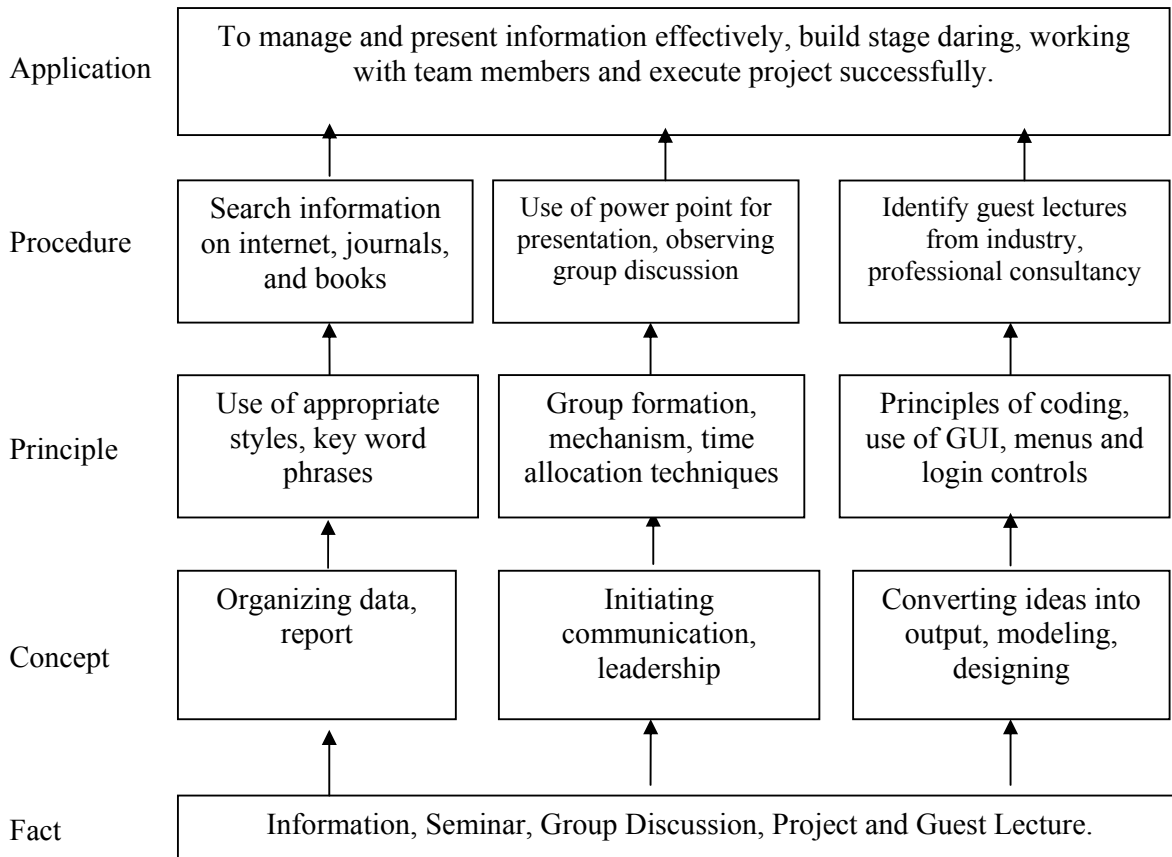 Application
To manage and present information effectively, build stage daring, working
with team members and execute project successfully.
Procedure
Search information
on internet, journals,
and books
Use of power point for
presentation, observing
group discussion
Identify guest lectures
from industry,
professional consultancy
Principle
Use of appropriate
styles, key word
phrases
Group formation,
mechanism, time
allocation techniques
Principles of coding,
use of GUI, menus and
login controls
Concept
Organizing data,
report
Initiating
communication,
leadership
Converting ideas into
output, modeling,
designing
Fact
Information, Seminar, Group Discussion, Project and Guest Lecture.